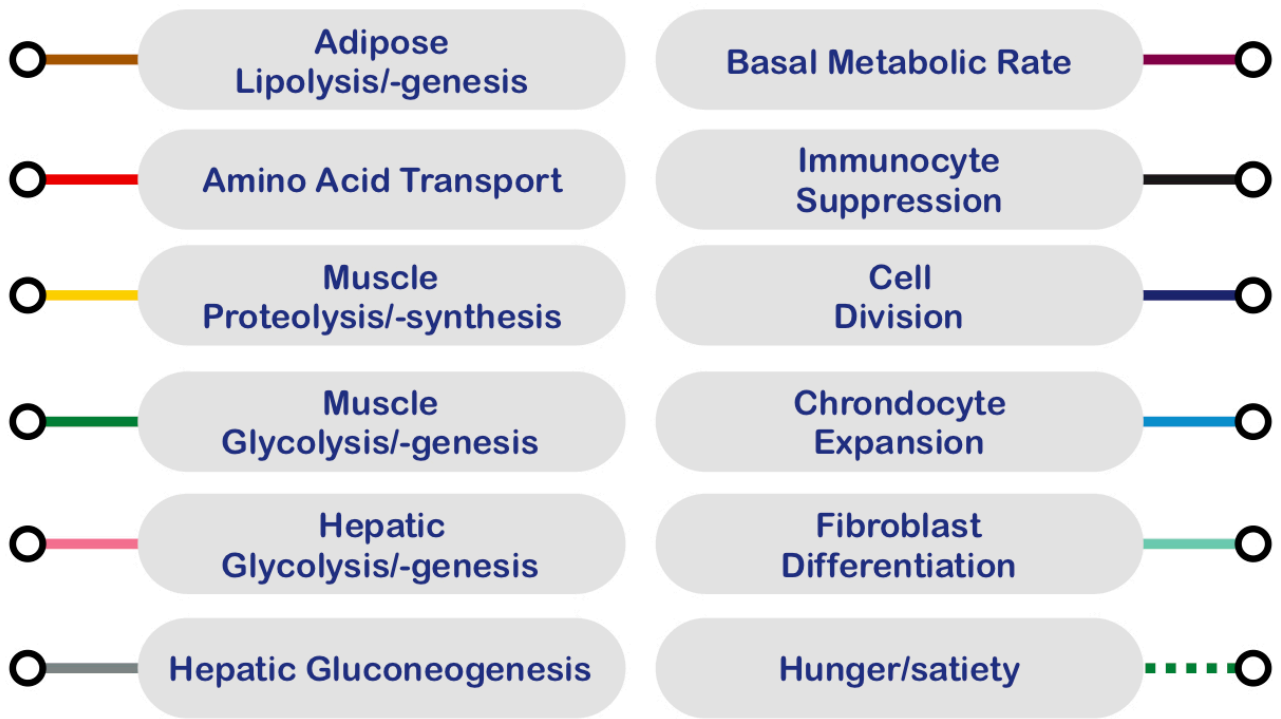 Adipose
Lipolysis/-genesis
Amino Acid Transport
Muscle
Proteolysis/-synthesis
Muscle
Glycolysis/-genesis
Hepatic
Glycolysis/-genesis
Hepatic Gluconeogenesis
Basal Metabolic Rate
Immunocyte
Suppression
Cell
Division
Chrondocyte
Expansion
Fibroblast
Differentiation
Hunger/satiety